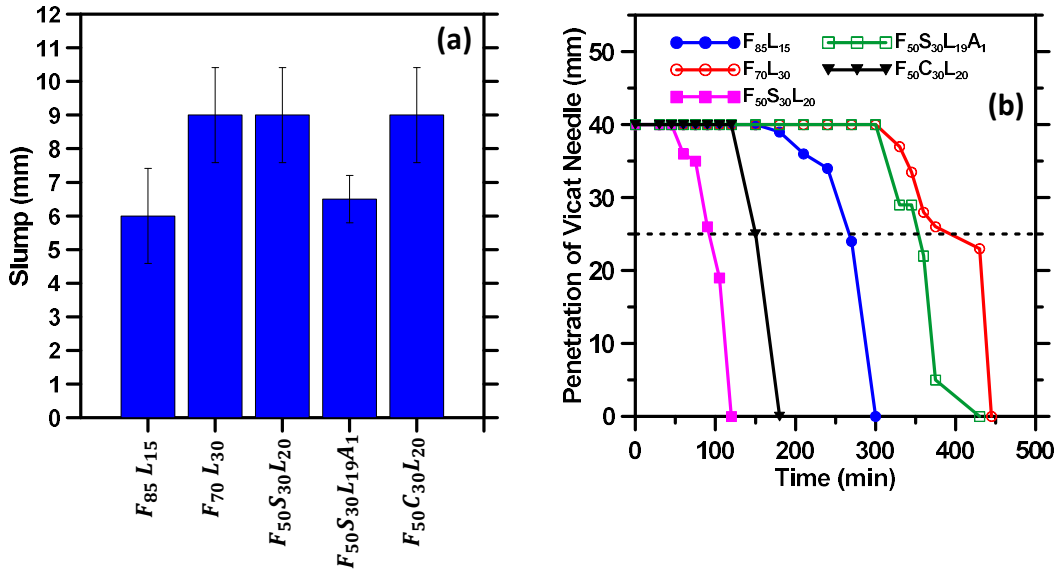 (a)
Slump (mm)
12
11
10
9
8
7
6
5
4
3
2
1
0
F85 L15
F70 L30
F50S30L20
F50S30L19A1
F50C30L20
(b)
Penetration of Vicat Needle (mm)
F85L15
F70L30
F50S30L20
F50S30L19A1
F50C30L20
50
40
30
20
10
0
0 100 200 300 400 500
Time (min)